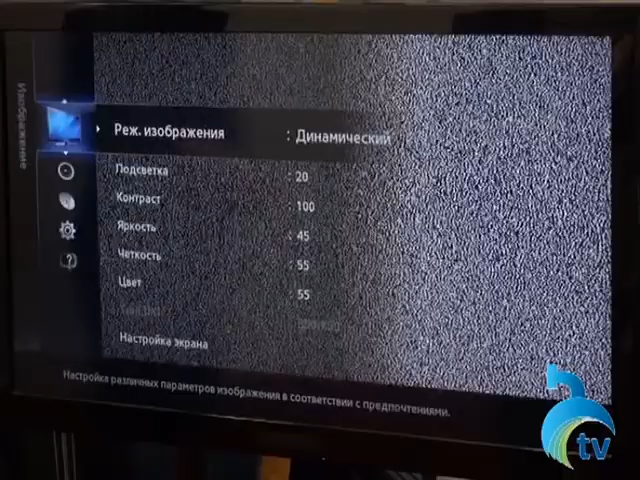 Изображение
Реж. изображения : Динамический
Подсветка : 20
Контраст : 100
Яркость : 45
Четкость : 55
Цвет : 55
Настройка экрана
Настройка различных параметров изображения в соответствии с предпочтениями.
?
tv